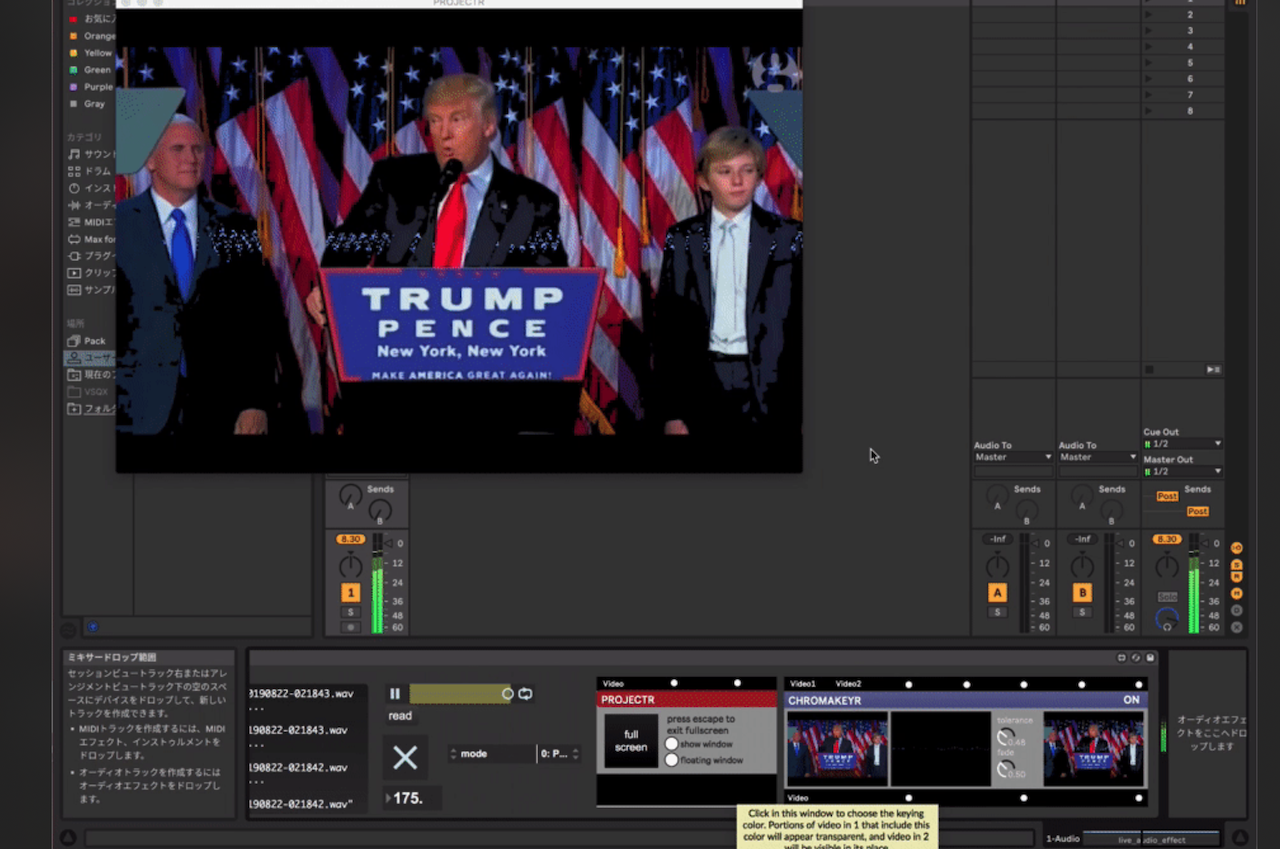 コレクション
PROJECTR
お気に入
Orange
Yellow
Green
Purple
Gray
カテゴリ
サウン
ドラム
インス
オーディ
MIDIエ
Max fo
プラグ
クリッ
サンプ
場所
Pack
ユーザー
現在のプ
VSQX
フォル
TRUMP
PENCE
New York, New York
MAKE AMERICA GREAT AGAIN!
1
2
3
4
5
6
7
8
Audio To
Master
Audio To
Master
Cue Out
1/2
Master Out
1/2
Sends
A
B
Sends
A
B
Sends
A
B
Sends
Post
Post
8.30
0
12
24
36
48
60
1
S
-Inf
0
12
24
36
48
60
A
S
-Inf
0
12
24
36
48
60
B
S
8.30
0
12
24
36
48
60
Solo
S
R
M
ミキサードロップ範囲
セッションビュートラック右またはアレ
ンジメントビュートラック下の空のスペ
ースにデバイスをドロップして、新しい
トラックを作成できます。
• MIDIトラックを作成するには、MIDI
エフェクト、インストゥルメントを
ドロップします。
• オーディオトラックを作成するには
オーディオエフェクトをドロップし
ます。
0190822-021843.wav
...
190822-021843.wav
...
190822-021842.wav
...
190822-021842.wav"
read
mode
0: P...
175.
Video
PROJECTR
full
screen
press escape to
exit fullscreen
show window
floating window
Video1 Video2
CHROMAKEYR
ON
tolerance
0.45
fade
0.50
Video
Click in this window to choose the keying
color. Portions of video in 1 that include this
color will appear transparent, and video in 2
will be visible in its place.
オーディオエフェ
クトをここへドロ
ップします
1-Audio
live_audio_effect